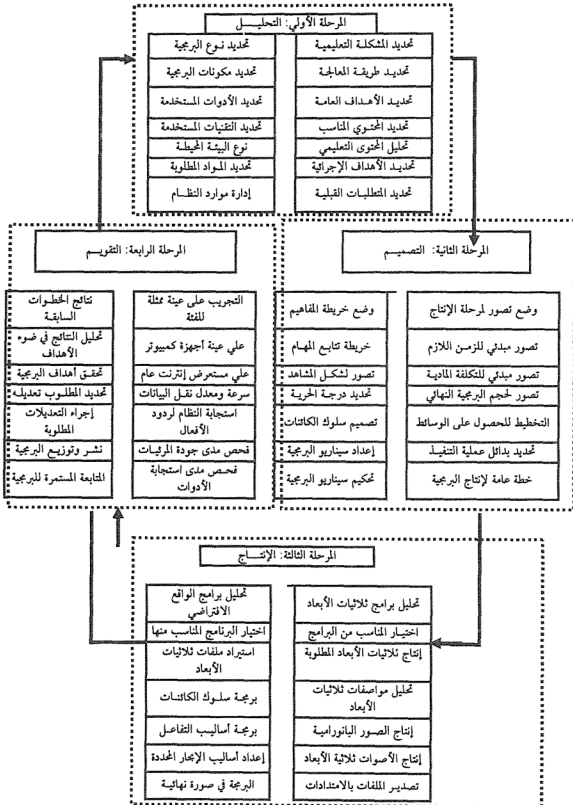 المرحلة الأولي: التحليل
تحديد المشكلة التعليمية
تحديد طريقة المعالجة
تحديد الأهداف العامة
تحديد المحتوي المناسب
تحليل المحتوى التعليمي
تحديد الأهداف الإجرائية
تحديد المتطلبات القبلية
تحديد نوع البرمجية
تحديد مكونات البرمجية
تحديد الأدوات المستخدمة
تحديد التقنيات المستخدمة
نوع البيئة المحيطة
تحديد المواد المطلوبة
إدارة موارد النظام
المرحلة الثانية: التصميم
وضع تصور لمرحلة الإنتاج
تصور مبدئي للزمن اللازم
تصور مبدئي للتكلفة المادية
تصور لحجم البرمجية النهائي
التخطيط للحصول على الوسائط
تحديد بدائل عملية التنفيذ
خطة عامة لإنتاج البرمجية
وضع خريطة المفاهيم
خريطة تتابع المهام
تصور لشكل المشاهد
تحديد درجة الحرية
تصميم سلوك الكائنات
إعداد سيناريو البرمجية
تحكيم سيناريو البرمجية
المرحلة الرابعة: التقويم
التجريب على عينة ممثلة
للفئة
علي عينة أجهزة كمبيوتر
علي مستعرض إنترنت عام
سرعة ومعدل نقل البيانات
استجابة النظام لردود
الأفعال
فحص مدى جودة المرئيات
فحص مدى استجابة
الأدوات
نتائج الخطوات
السابقة
تحليل النتائج في ضوء
الأهداف
تحقق أهداف البرمجية
تحديد المطلوب تعديله
إجراء التعديلات
المطلوبة
نشر وتوزيع البرمجية
المتابعة المستمرة للبرمجية
المرحلة الثالثة: الإنتاج
تحليل برامج ثلاثيات الأبعاد
اختيار المناسب من البرامج
إنتاج ثلاثيات الأبعاد المطلوبة
تحليل مواصفات ثلاثيات
الأبعاد
إنتاج الصور البانورامية
إنتاج الأصوات ثلاثية الأبعاد
تصدير الملفات بالامتدادات
تحليل برامج الواقع
الافتراضي
اختيار البرنامج المناسب منها
استيراد ملفات ثلاثيات
الأبعاد
برمجة سلوك الكائنات
برمجة أساليب التفاعل
إعداد أساليب الإبحار المحددة
البرمجة في صورة نهائية